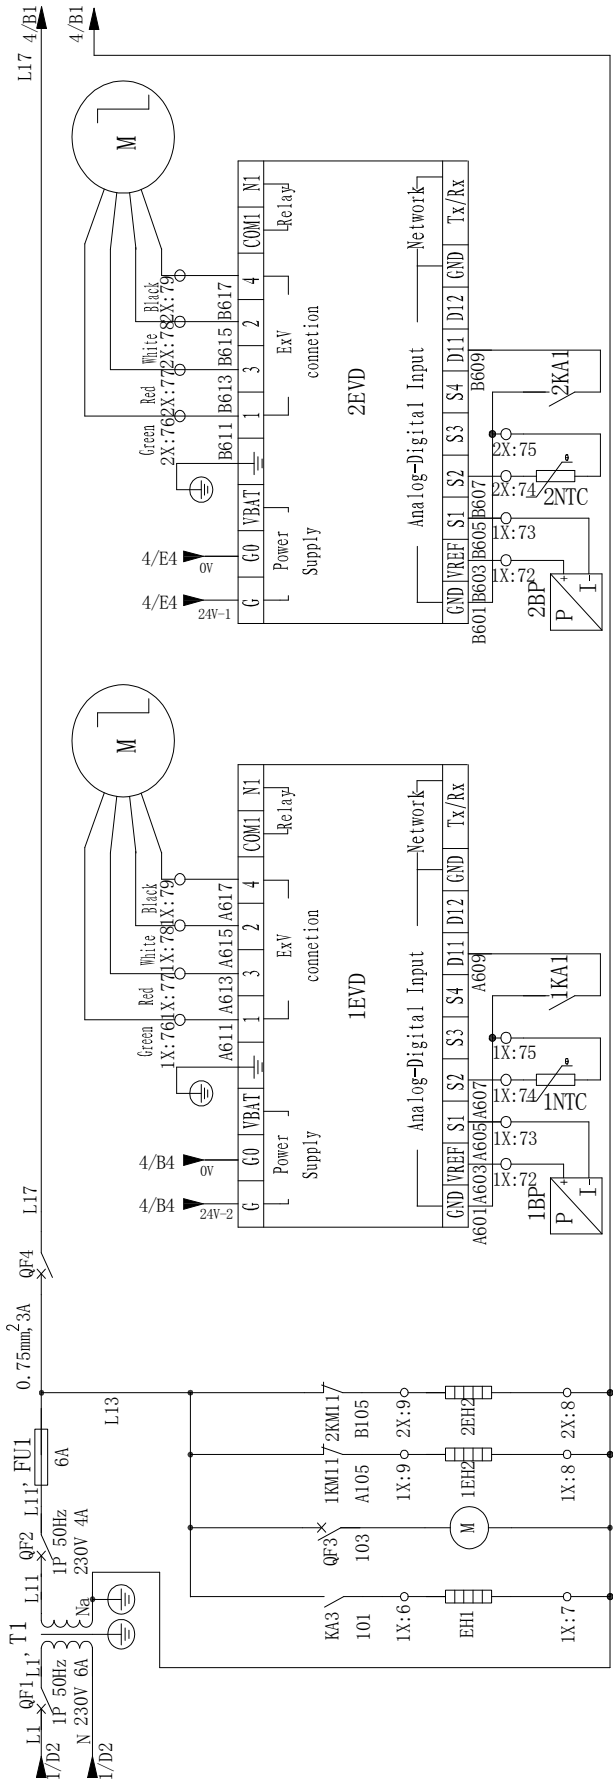 L17 4/B1
4/B1
M
N1
COM1
Relay
4
2
3
1
ExV
connetion
VBAT
G0
G
Power
Supply
Black
White
Red
Green
2X:79
2X:78
2X:77
2X:76
B617
B615
B613
B611
4/E4
0V
4/E4
24V-1
2EVD
Network
Analog-Digital Input
Tx/Rx
GND
D12
D11
S4
S3
S2
S1
VREF
GND
B609
B607
B605
B603
B601
2KA1
2X:75
2X:74
θ
2NTC
1X:73
1X:72
2BP
P
+
I
M
N1
COM1
Relay
4
2
3
1
ExV
connetion
VBAT
G0
G
Power
Supply
Black
White
Red
Green
1X:79
1X:78
1X:77
1X:76
A617
A615
A613
A611
4/B4
0V
4/B4
24V-2
1EVD
Network
Analog-Digital Input
Tx/Rx
GND
D12
D11
S4
S3
S2
S1
VREF
GND
A609
A607
A605
A603
A601
1KA1
1X:75
1X:74
θ
1NTC
1X:73
1X:72
1BP
P
+
I
L17
QF4
0.75mm²,3A
L13
FU1
6A
L11'
QF2
1P 50Hz
230V 4A
L11
Na
T1
L1'
QF1
1P 50Hz
230V 6A
L1
N
1/D2
1/D2
2KM11
B105
2X:9
2EH2
2X:8
1KM11
A105
1X:9
1EH2
1X:8
QF3
103
M
KA3
101
1X:6
EH1
1X:7